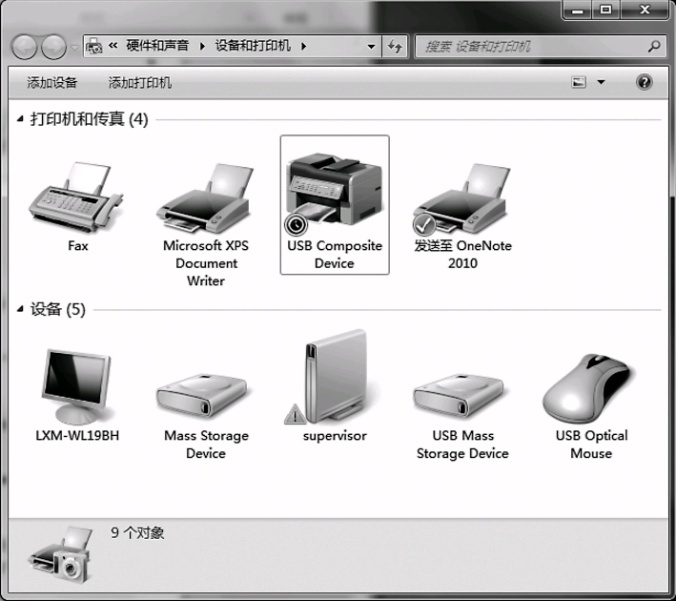 « 硬件和声音 ▸ 设备和打印机 ▸
搜索 设备和打印机
添加设备 添加打印机
打印机和传真 (4)
Fax
Microsoft XPS
Document
Writer
USB Composite
Device
发送至 OneNote
2010
设备 (5)
LXM-WL19BH
Mass Storage
Device
supervisor
USB Mass
Storage Device
USB Optical
Mouse
9 个对象